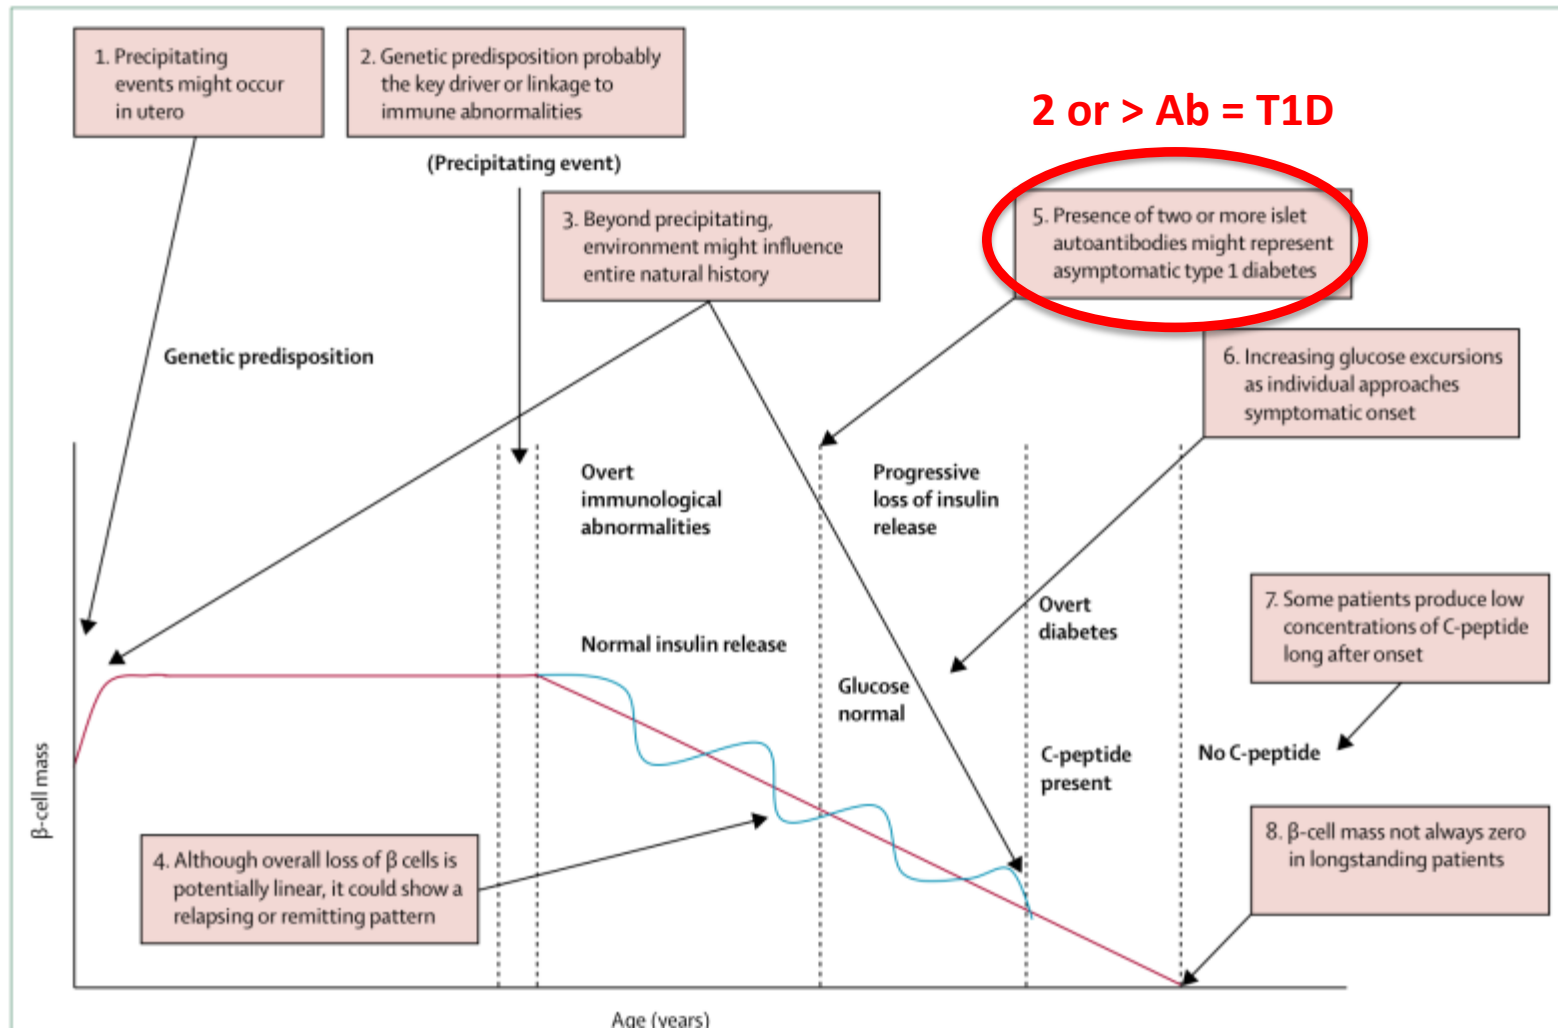 1. Precipitating
events might occur
in utero
2. Genetic predisposition probably
the key driver or linkage to
immune abnormalities
2 or > Ab = T1D
(Precipitating event)
3. Beyond precipitating,
environment might influence
entire natural history
5. Presence of two or more islet
autoantibodies might represent
asymptomatic type 1 diabetes
Genetic predisposition
6. Increasing glucose excursions
as individual approaches
symptomatic onset
Overt
immunological
abnormalities
Progressive
loss of insulin
release
Normal insulin release
Overt
diabetes
7. Some patients produce low
concentrations of C-peptide
long after onset
Glucose
normal
C-peptide
present
No C-peptide
β-cell mass
4. Although overall loss of β cells is
potentially linear, it could show a
relapsing or remitting pattern
8. β-cell mass not always zero
in longstanding patients
Age (years)